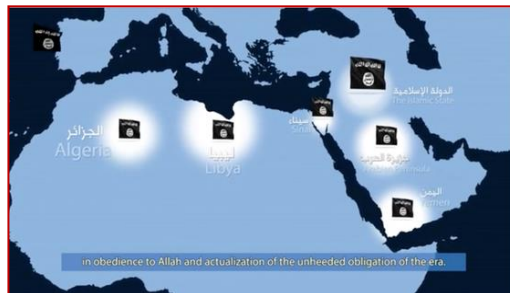 الدولة الإسلامية
The Islamic State
الجزائر
Algeria
ليبيا
Libya
سيناء
جزيرة العرب
اليمن
Yemen
in obedience to Allah and actualization of the unheeded obligation of the era.